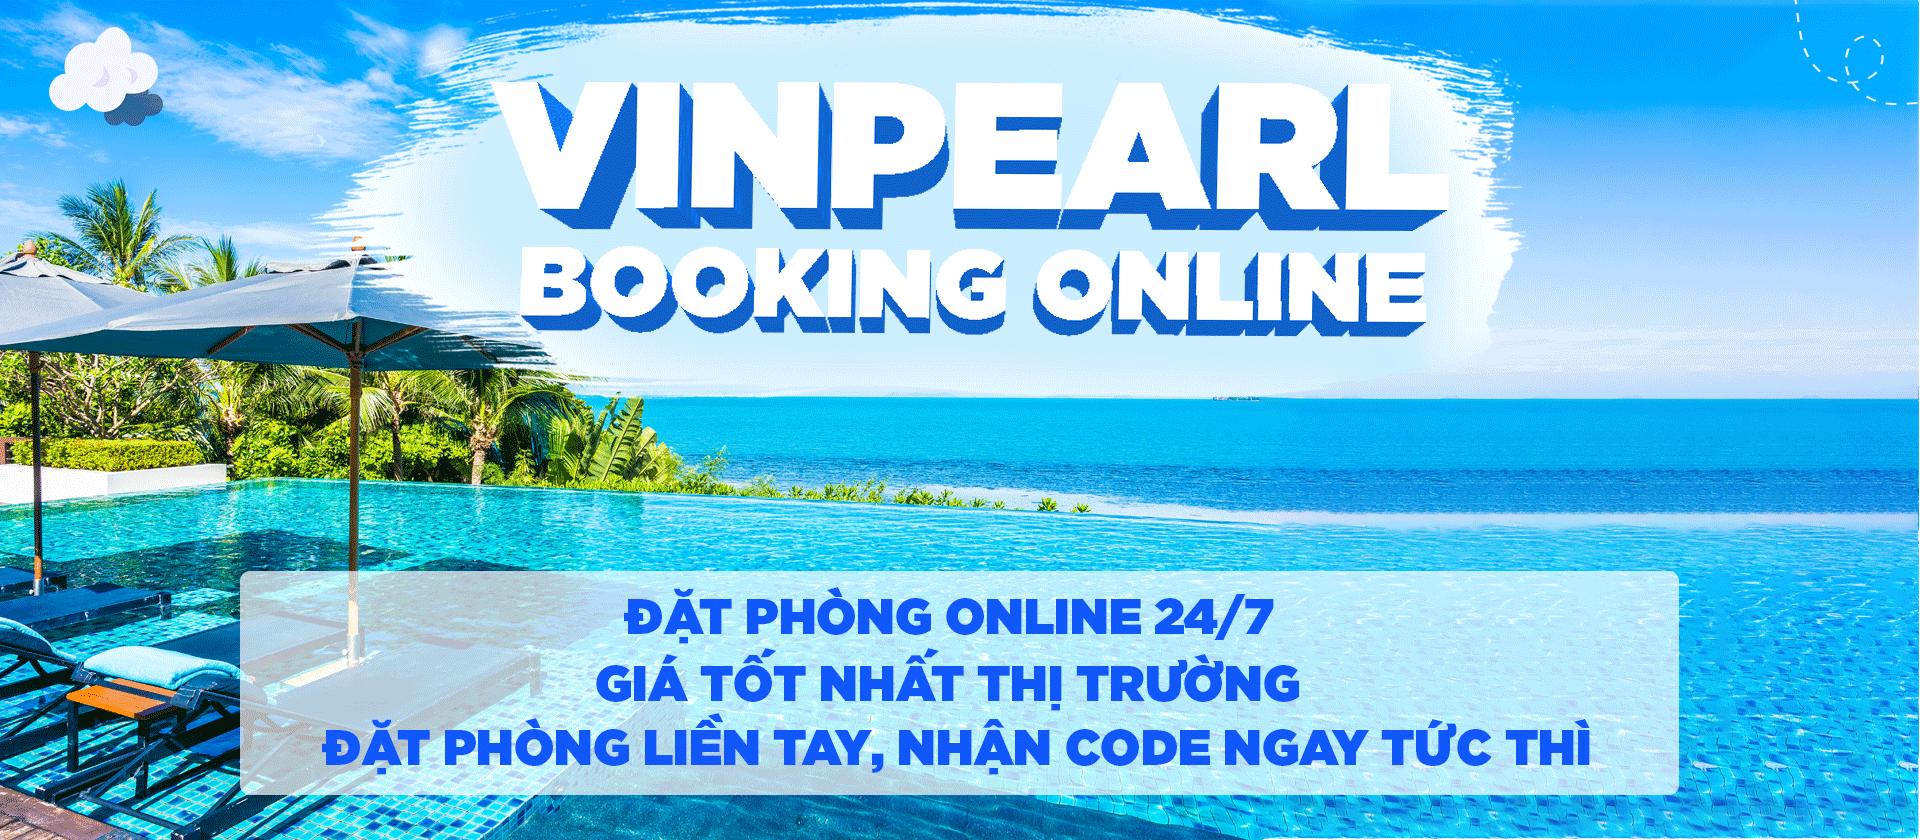 VINPEARL
BOOKING ONLINE
ĐẶT PHÒNG ONLINE 24/7
GIÁ TỐT NHẤT THỊ TRƯỜNG
ĐẶT PHÒNG LIỀN TAY, NHẬN CODE NGAY TỨC THÌ